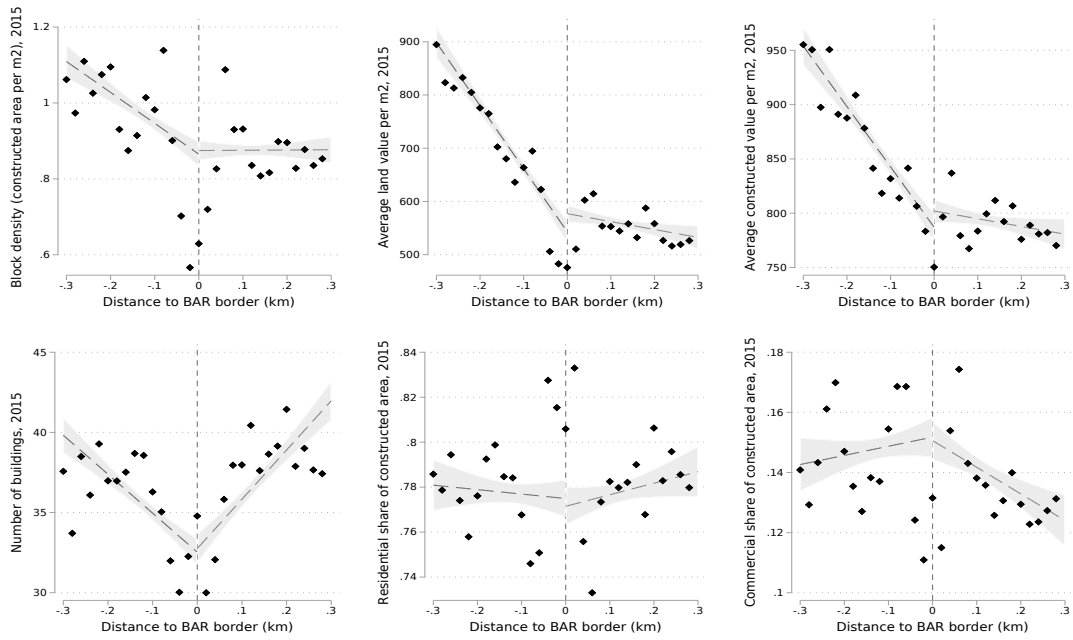 Block density (constructed area per m2), 2015
1.2
1
.8
.6
-.3 -.2 -.1 0 .1 .2 .3
Distance to BAR border (km)
Average land value per m2, 2015
900
800
700
600
500
-.3 -.2 -.1 0 .1 .2 .3
Distance to BAR border (km)
Average constructed value per m2, 2015
950
900
850
800
750
-.3 -.2 -.1 0 .1 .2 .3
Distance to BAR border (km)
Number of buildings, 2015
45
40
35
30
-.3 -.2 -.1 0 .1 .2 .3
Distance to BAR border (km)
Residential share of constructed area, 2015
.84
.82
.8
.78
.76
.74
-.3 -.2 -.1 0 .1 .2 .3
Distance to BAR border (km)
Commercial share of constructed area, 2015
.18
.16
.14
.12
.1
-.3 -.2 -.1 0 .1 .2 .3
Distance to BAR border (km)